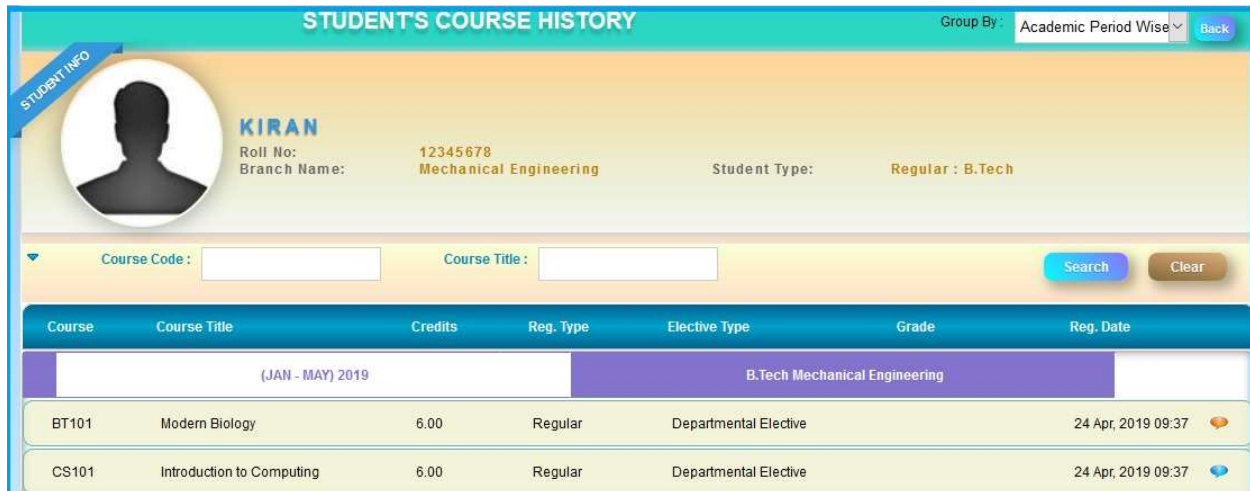 STUDENT'S COURSE HISTORY Group By : Academic Period Wise Back
STUDENT INFO
KIRAN
Roll No: 12345678
Branch Name: Mechanical Engineering Student Type: Regular : B.Tech
Course Code : Course Title : Search Clear
Course Course Title Credits Reg. Type Elective Type Grade Reg. Date
(JAN - MAY) 2019 B.Tech Mechanical Engineering
BT101 Modern Biology 6.00 Regular Departmental Elective 24 Apr, 2019 09:37
CS101 Introduction to Computing 6.00 Regular Departmental Elective 24 Apr, 2019 09:37